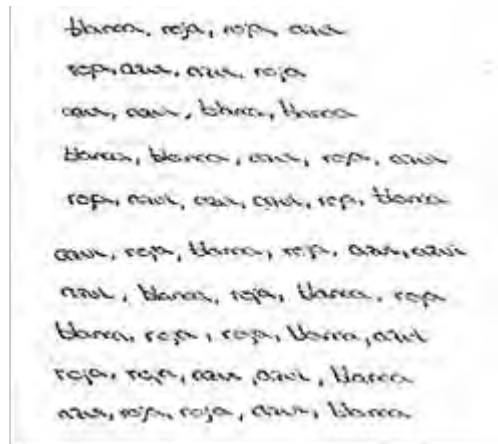 blanca, roja, roja, azul
roja, azul, azul, roja
azul, azul, blanca, blanca
blanca, blanca, azul, roja, azul
roja, azul, azul, azul, roja, blanca
azul, roja, blanca, roja, azul, azul
azul, blanca, roja, blanca, roja
blanca, roja, roja, blanca, azul
roja, roja, azul, azul, blanca
azul, roja, roja, azul, blanca